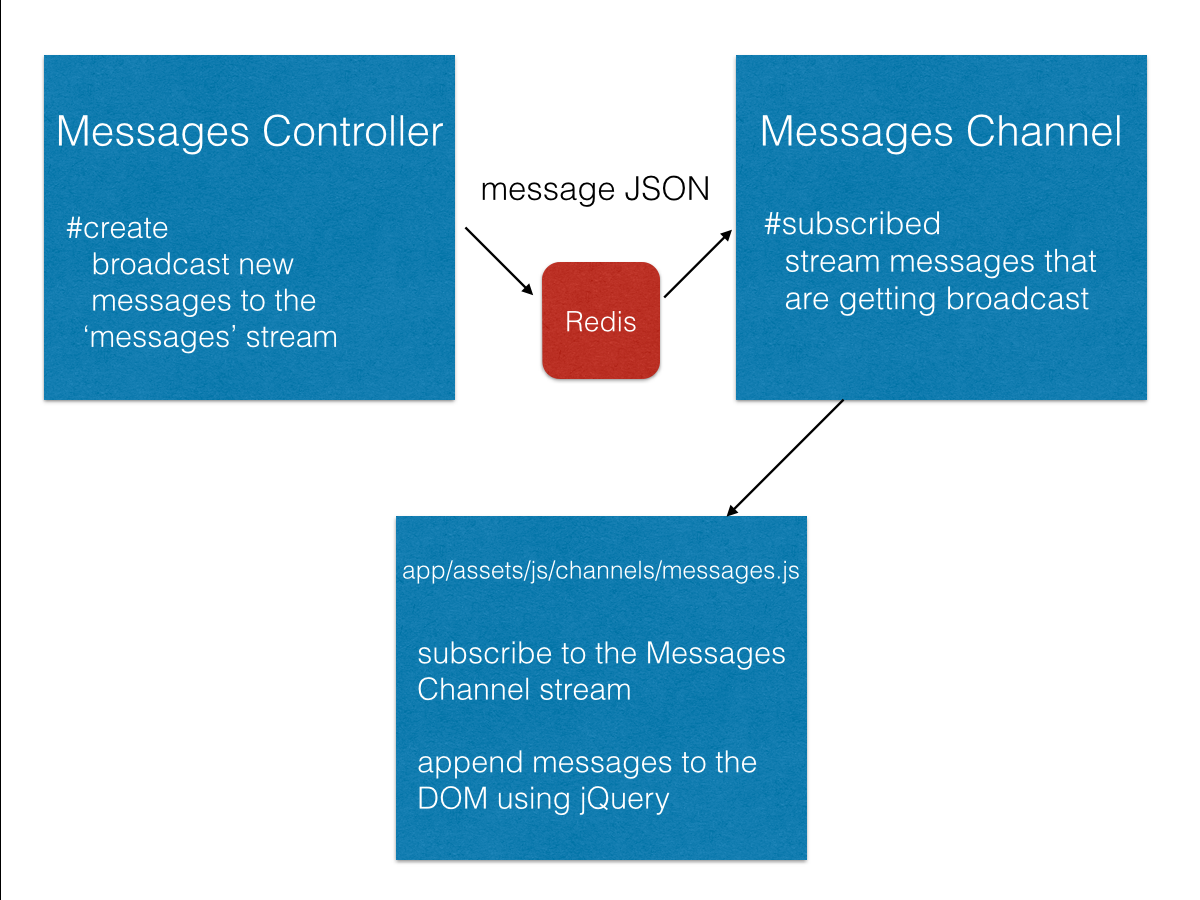 Messages Controller
#create
broadcast new
messages to the
‘messages’ stream
message JSON
Redis
Messages Channel
#subscribed
stream messages that
are getting broadcast
app/assets/js/channels/messages.js
subscribe to the Messages
Channel stream
append messages to the
DOM using jQuery